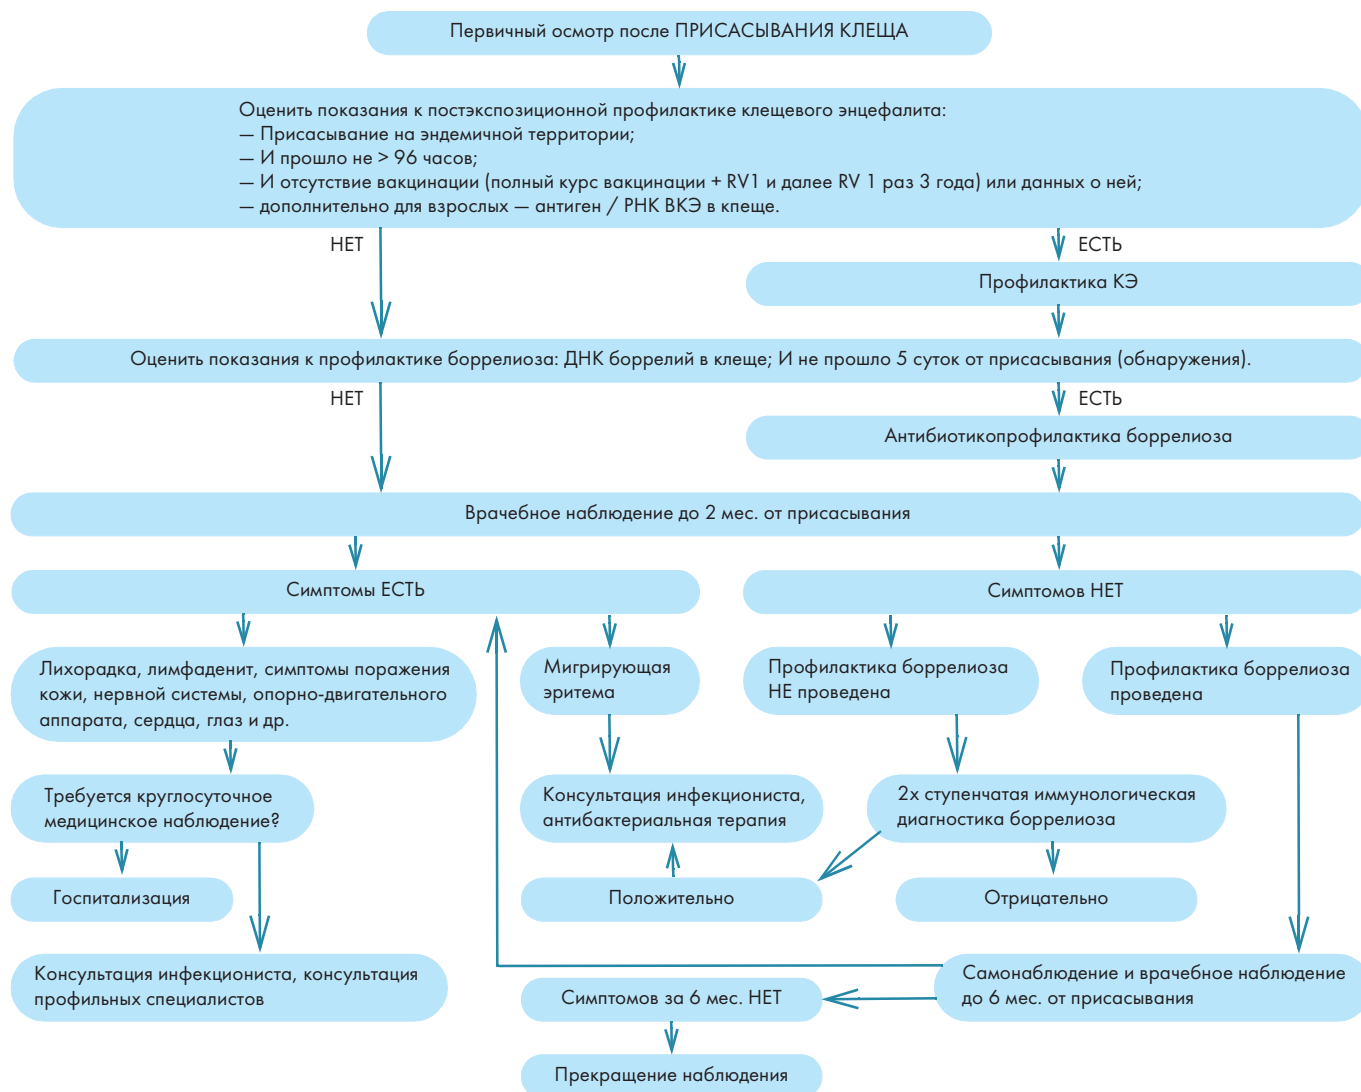 Первичный осмотр после ПРИСАСЫВАНИЯ КЛЕЩА
Оценить показания к постэкспозиционной профилактике клещевого энцефалита:
— Присасывание на эндемичной территории;
— И прошло не > 96 часов;
— И отсутствие вакцинации (полный курс вакцинации + RV1 и далее RV 1 раз 3 года) или данных о ней;
— дополнительно для взрослых — антиген / РНК ВКЭ в кпеще.
НЕТ
ЕСТЬ
Профилактика КЭ
Оценить показания к профилактике боррелиоза: ДНК боррелий в клеще; И не прошло 5 суток от присасывания (обнаружения).
НЕТ
ЕСТЬ
Антибиотикопрофилактика боррелиоза
Врачебное наблюдение до 2 мес. от присасывания
Симптомы ЕСТЬ
Симптомов НЕТ
Лихорадка, лимфаденит, симптомы поражения
кожи, нервной системы, опорно-двигательного
аппарата, сердца, глаз и др.
Мигрирующая
эритема
Профилактика боррелиоза
НЕ проведена
Профилактика боррелиоза
проведена
Требуется круглосуточное
медицинское наблюдение?
Консультация инфекциониста,
антибактериальная терапия
2х ступенчатая иммунологическая
диагностика боррелиоза
Госпитализация
Положительно
Отрицательно
Консультация инфекциониста, консультация
профильных специалистов
Симптомов за 6 мес. НЕТ
Самонаблюдение и врачебное наблюдение
до 6 мес. от присасывания
Прекращение наблюдения